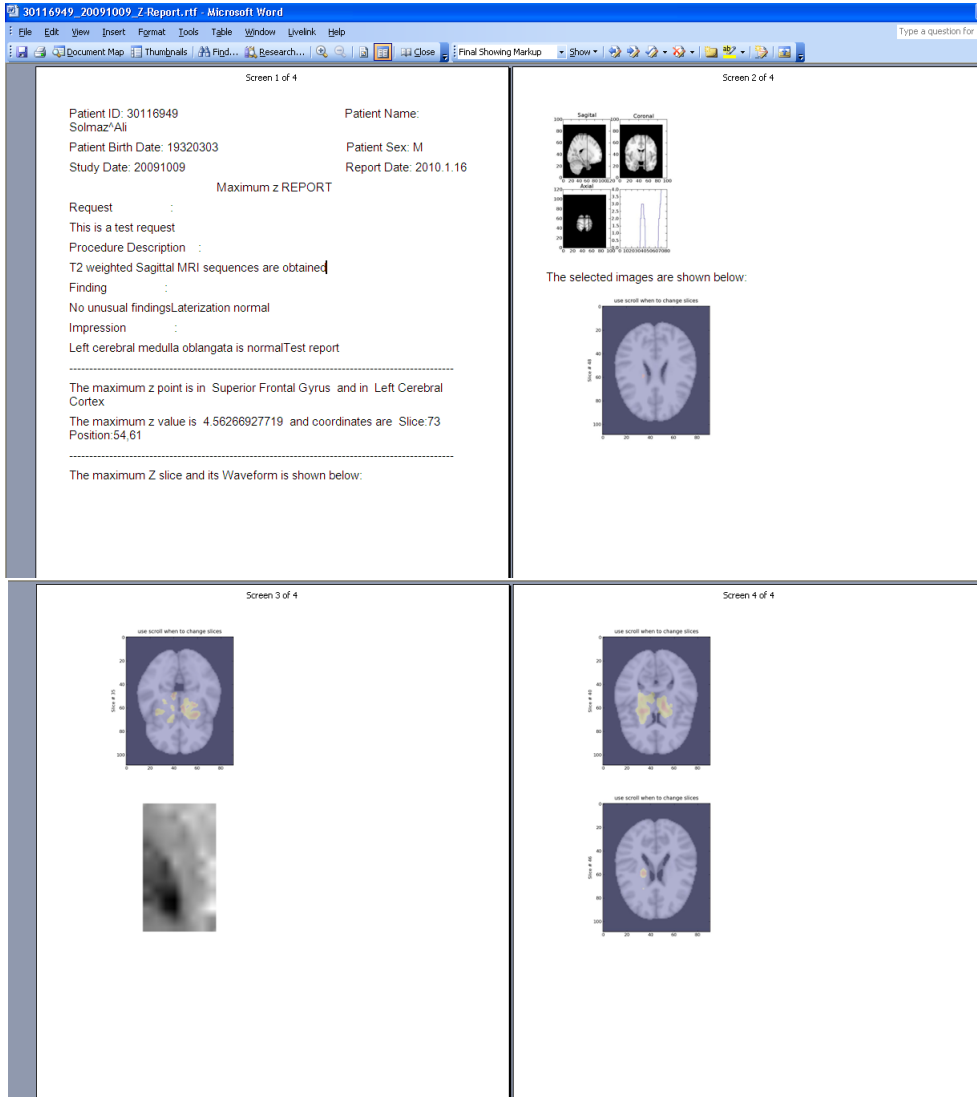 30116949_20091009_Z-Report.rtf - Microsoft Word
File Edit View Insert Format Tools Table Window Livelink Help
Type a question for
Document Map Thumbnails Find... Research... Close Final Showing Markup Show
Screen 1 of 4
Patient ID: 30116949 Patient Name:
Solmaz^Ali
Patient Birth Date: 19320303 Patient Sex: M
Study Date: 20091009 Report Date: 2010.1.16
Maximum z REPORT
Request :
This is a test request
Procedure Description :
T2 weighted Sagittal MRI sequences are obtained
Finding :
No unusual findingsLaterization normal
Impression :
Left cerebral medulla oblangata is normalTest report
The maximum z point is in Superior Frontal Gyrus and in Left Cerebral
Cortex
The maximum z value is 4.56266927719 and coordinates are Slice:73
Position:54,61
The maximum Z slice and its Waveform is shown below:
Screen 2 of 4
Sagital Coronal
Axial
The selected images are shown below:
use scroll when to change slices
Screen 3 of 4
use scroll when to change slices
Slice # 35
Screen 4 of 4
use scroll when to change slices
use scroll when to change slices
Slice # 46